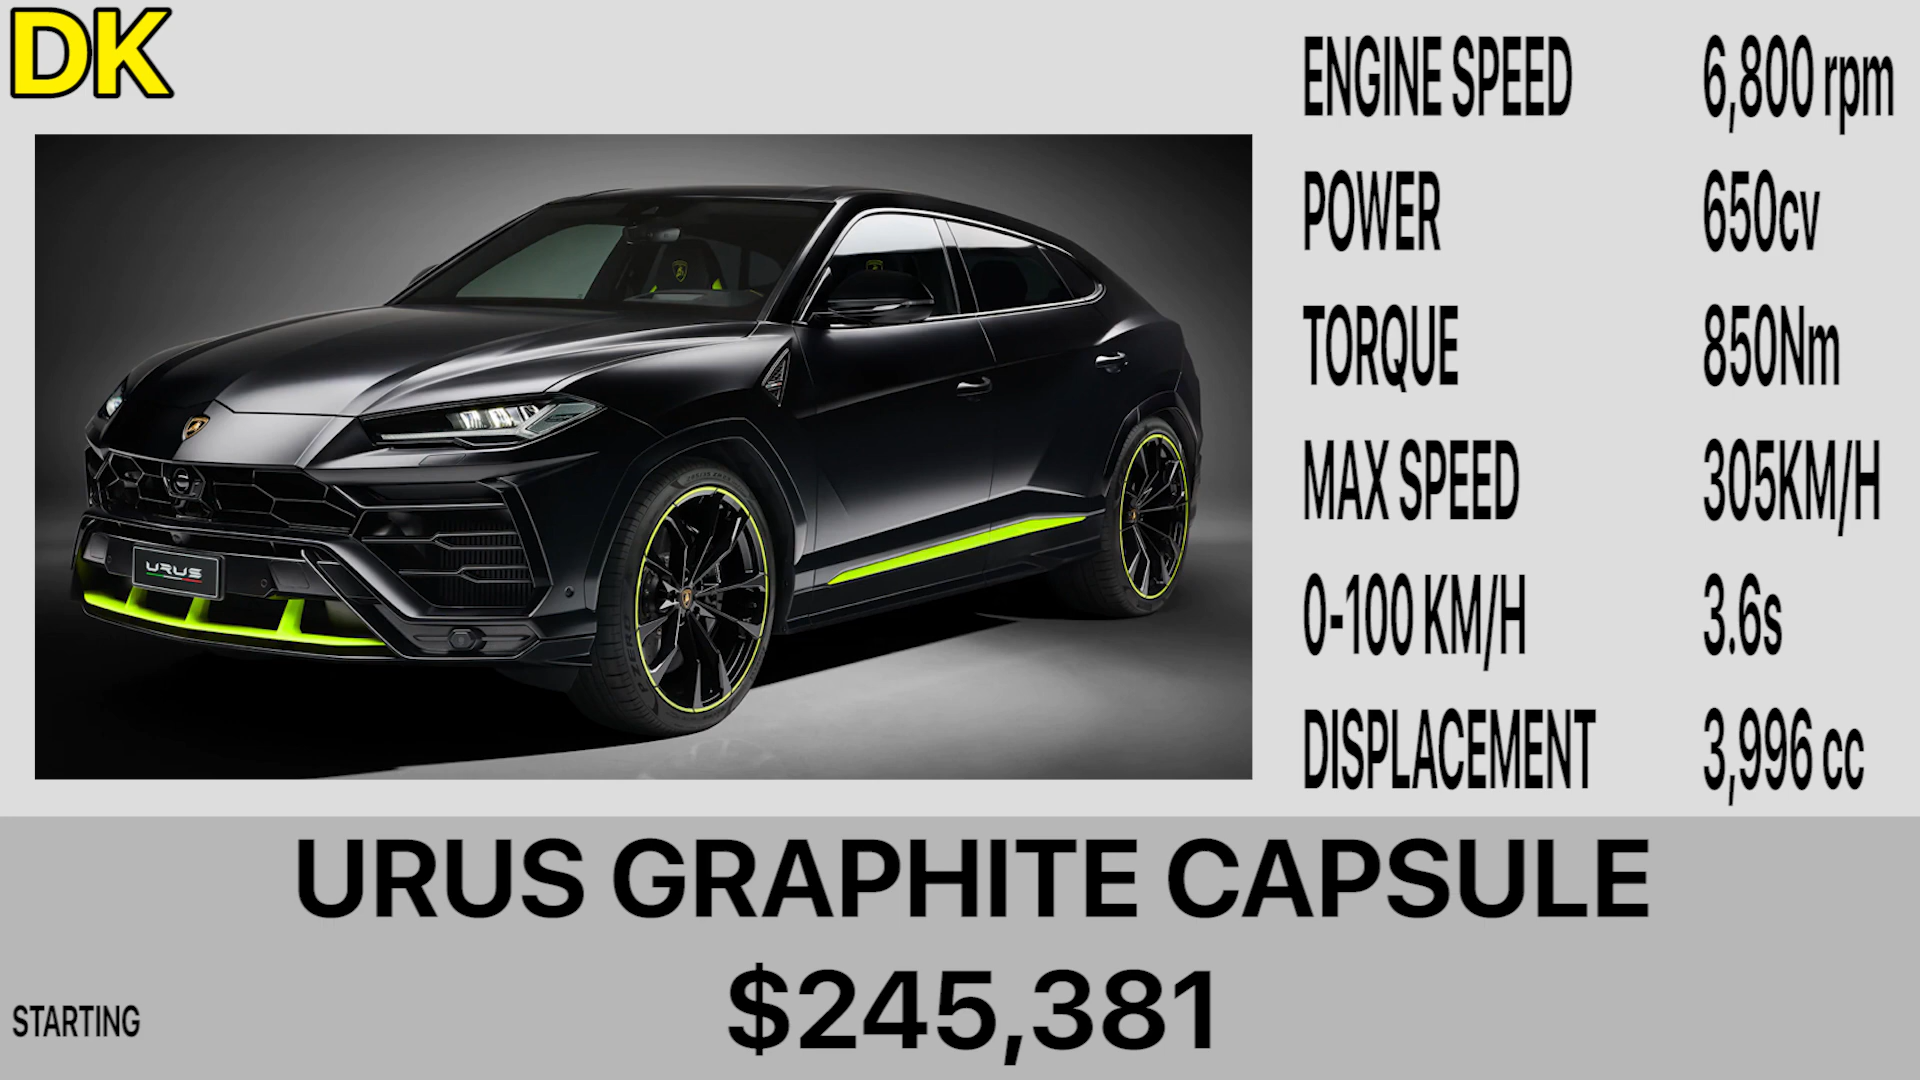 DK
ENGINE SPEED 6,800 rpm
POWER 650cv
TORQUE 850Nm
MAX SPEED 305KM/H
0-100 KM/H 3.6s
DISPLACEMENT 3,996 cc
URUS
URUS GRAPHITE CAPSULE
$245,381
STARTING